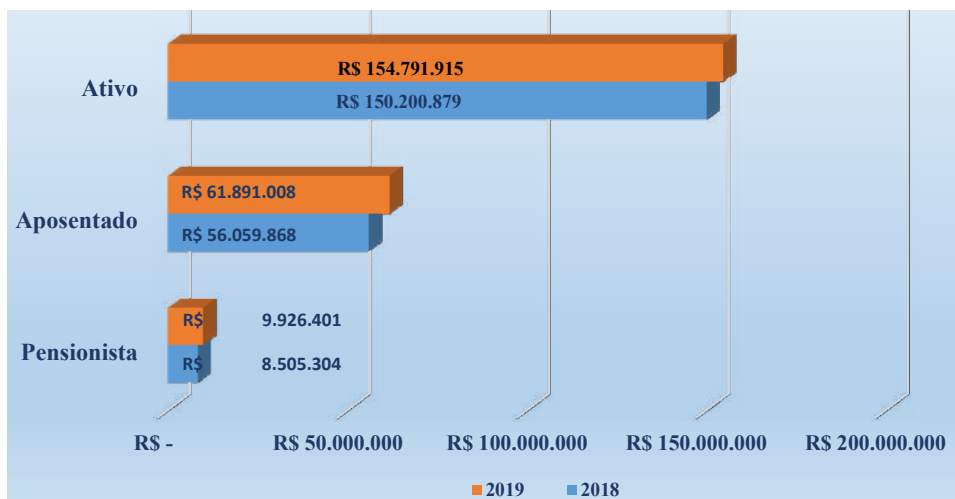 R$ 154.791.915
Ativo
R$ 150.200.879
R$ 61.891.008
Aposentado
R$ 56.059.868
R$ 9.926.401
Pensionista
R$ 8.505.304
R$ - R$ 50.000.000 R$ 100.000.000 R$ 150.000.000 R$ 200.000.000
2019 2018